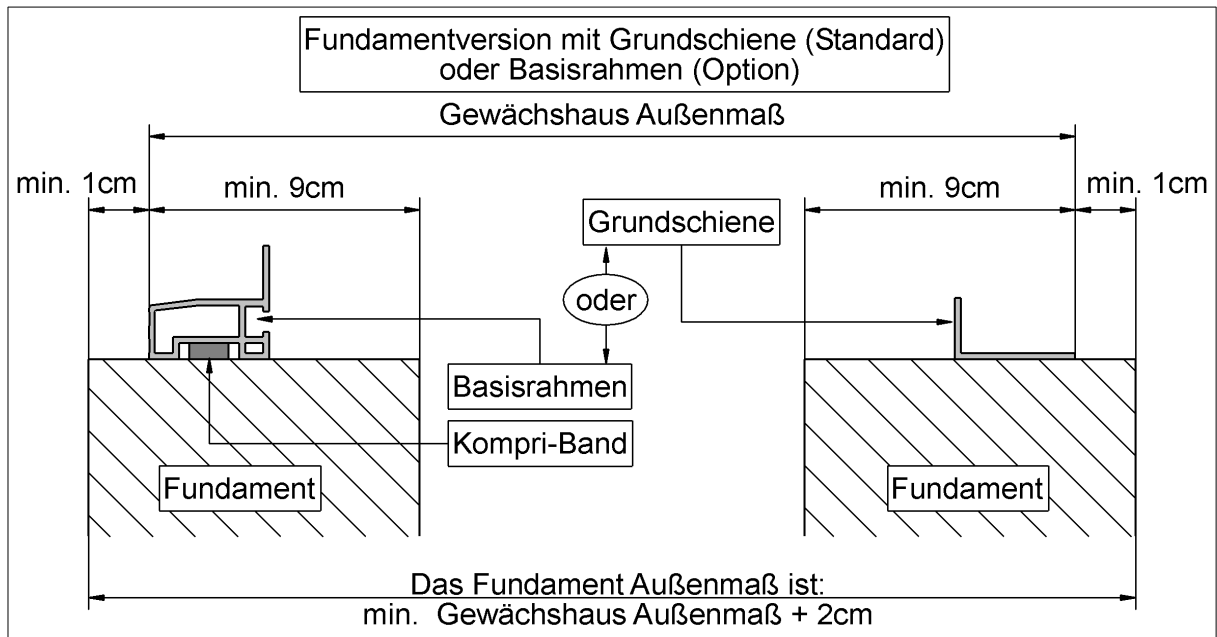 Fundamentversion mit Grundschiene (Standard)
oder Basisrahmen (Option)
Gewächshaus Außenmaß
min. 1cm
min. 9cm
min. 9cm
min. 1cm
Grundschiene
oder
Basisrahmen
Kompri-Band
Fundament
Fundament
Das Fundament Außenmaß ist:
min. Gewächshaus Außenmaß + 2cm